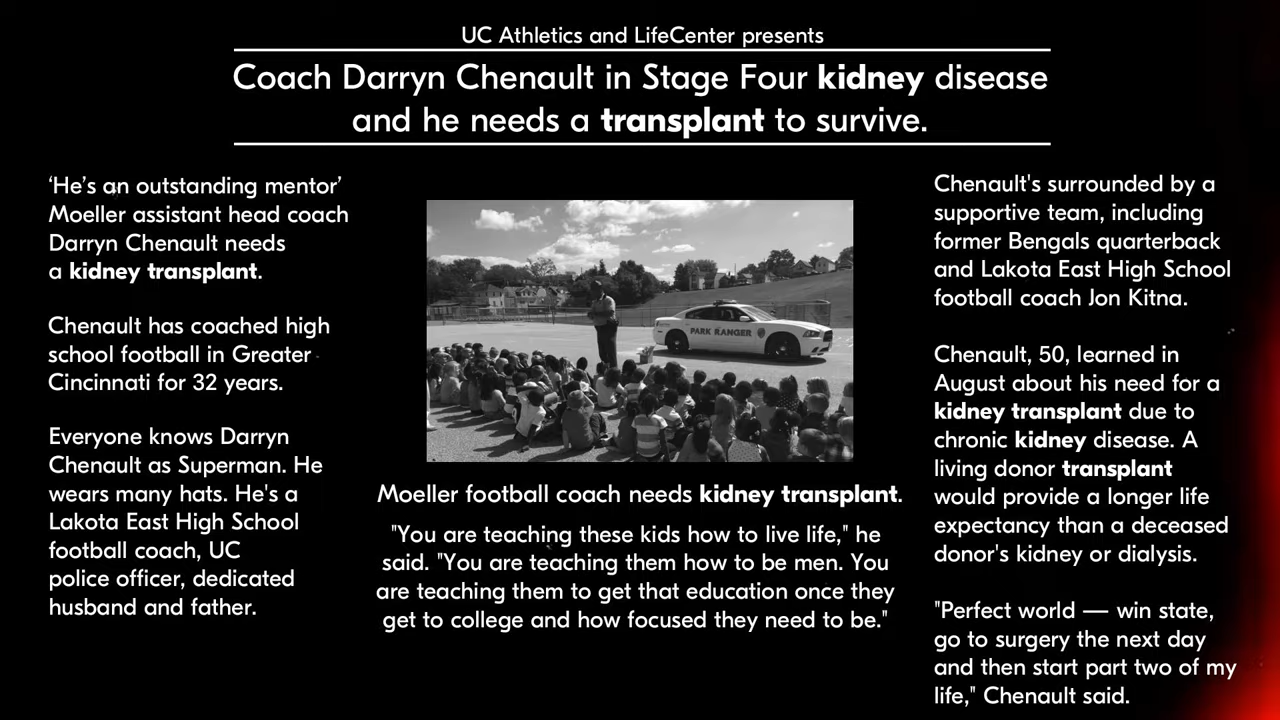 UC Athletics and LifeCenter presents
Coach Darryn Chenault in Stage Four kidney disease
and he needs a transplant to survive.
‘He’s an outstanding mentor’
Moeller assistant head coach
Darryn Chenault needs
a kidney transplant.
Chenault has coached high
school football in Greater
Cincinnati for 32 years.
Everyone knows Darryn
Chenault as Superman. He
wears many hats. He's a
Lakota East High School
football coach, UC
police officer, dedicated
husband and father.
PARK RANGER
Moeller football coach needs kidney transplant.
"You are teaching these kids how to live life," he
said. "You are teaching them how to be men. You
are teaching them to get that education once they
get to college and how focused they need to be."
Chenault's surrounded by a
supportive team, including
former Bengals quarterback
and Lakota East High School
football coach Jon Kitna.
Chenault, 50, learned in
August about his need for a
kidney transplant due to
chronic kidney disease. A
living donor transplant
would provide a longer life
expectancy than a deceased
donor's kidney or dialysis.
"Perfect world — win state,
go to surgery the next day
and then start part two of my
life," Chenault said.